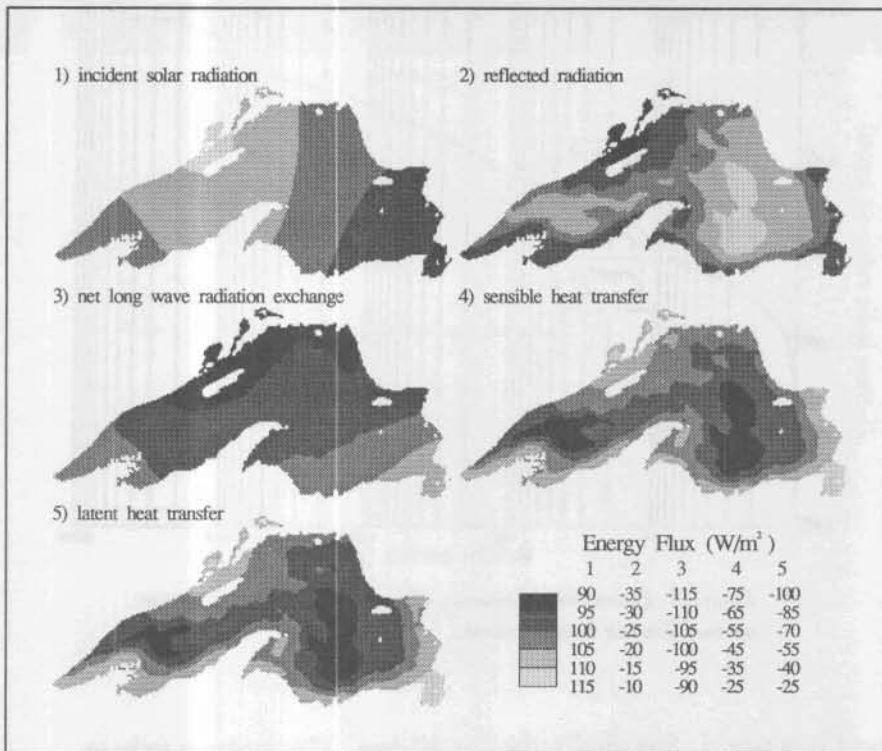 1) incident solar radiation
2) reflected radiation
3) net long wave radiation exchange
4) sensible heat transfer
5) latent heat transfer
Energy Flux (W/m²)
1 2 3 4 5
90 -35 -115 -75 -100
95 -30 -110 -65 -85
100 -25 -105 -55 -70
105 -20 -100 -45 -55
110 -15 -95 -35 -40
115 -10 -90 -25 -25